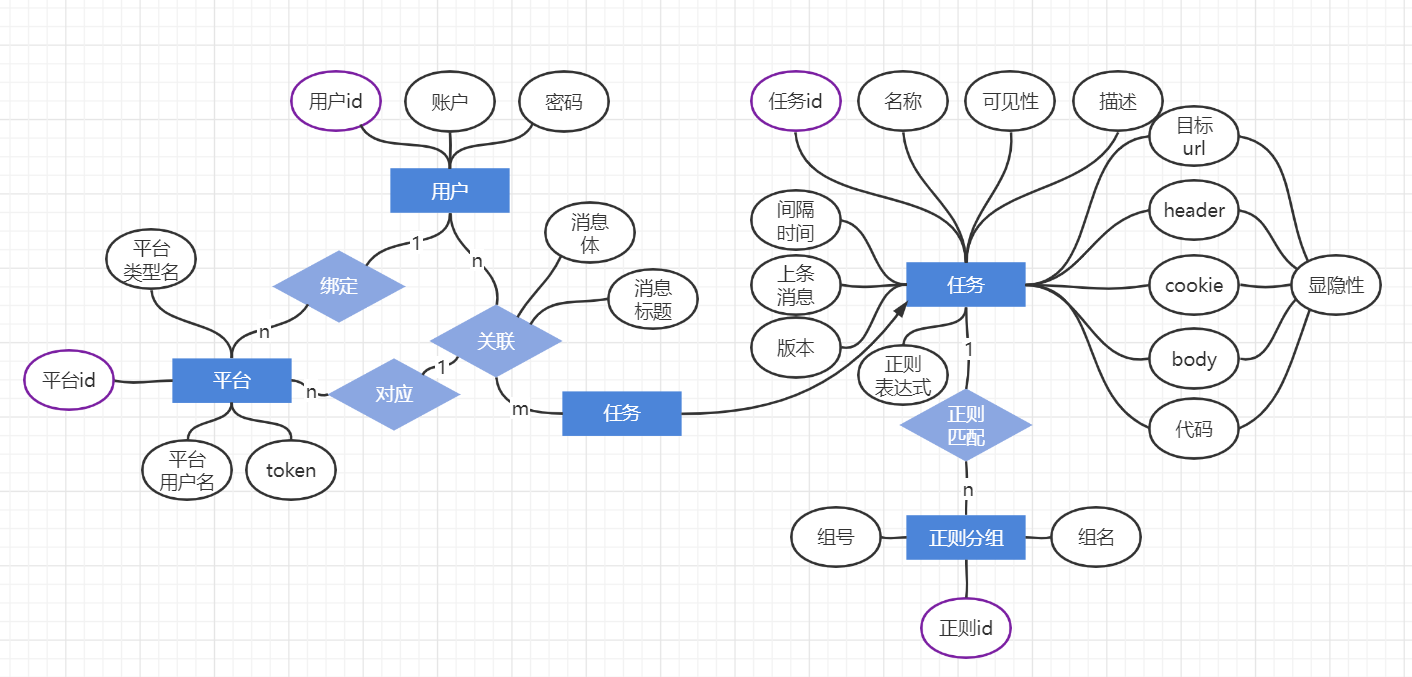 用户id
账户
密码
任务id
名称
可见性
描述
目标
url
用户
间隔
时间
header
消息
体
1
n
平台
类型名
绑定
上条
消息
任务
cookie
显隐性
消息
标题
n
关联
版本
1
body
正则
表达式
平台id
平台
n
对应
1
m
任务
正则
匹配
代码
平台
用户名
token
n
组号
正则分组
组名
正则id